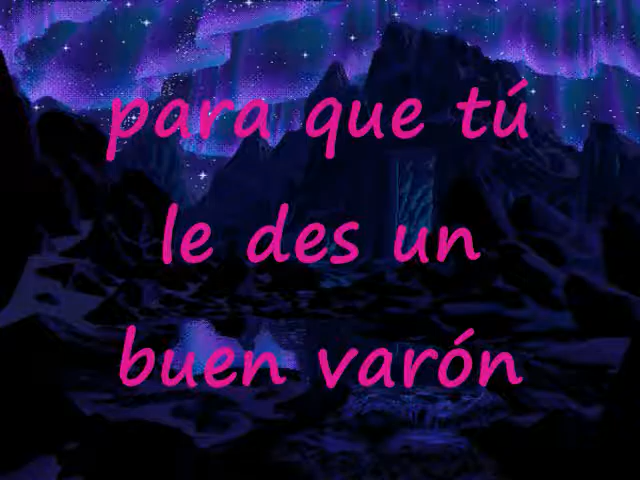 para que tú
le des un
buen varón